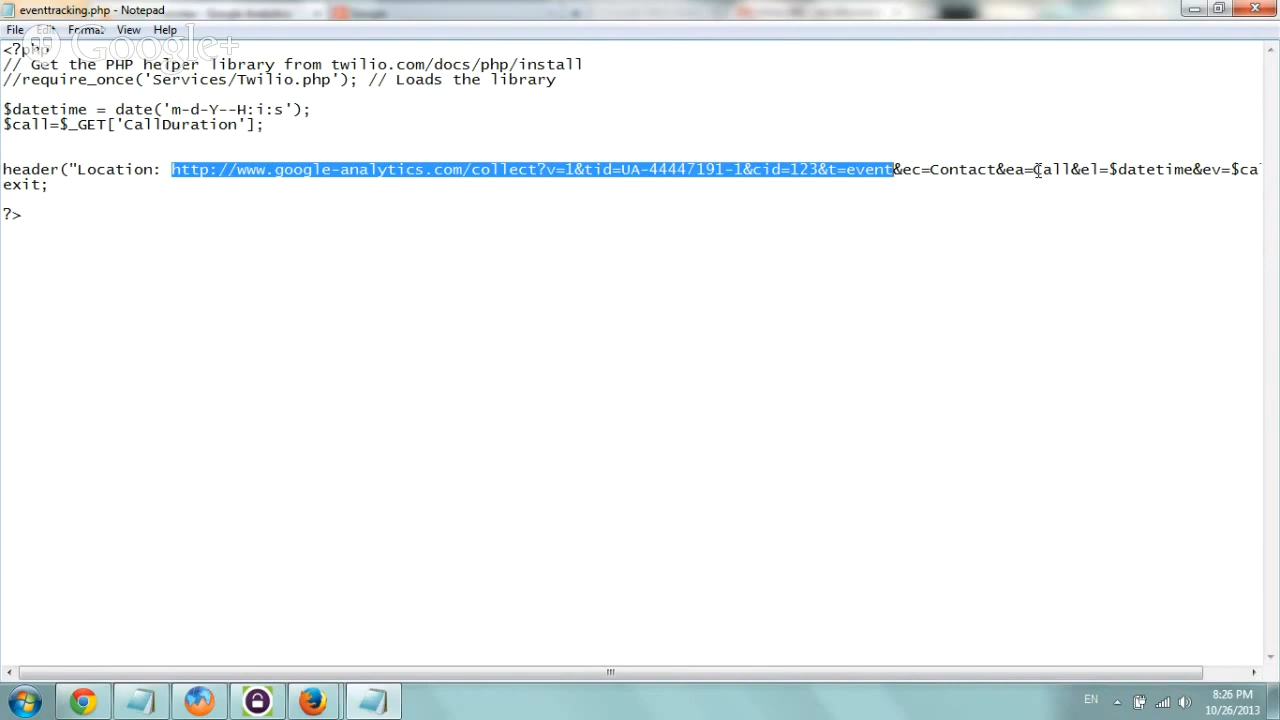 eventtracking.php - Notepad
File Edit Format View Help
Google+
<?php
// Get the PHP helper library from twilio.com/docs/php/install
//require_once('Services/Twilio.php'); // Loads the library
$datetime = date('m-d-Y--H:i:s');
$call=$_GET['CallDuration'];
header("Location: http://www.google-analytics.com/collect?v=1&tid=UA-44447191-1&cid=123&t=event&ec=Contact&ea=Call&el=$datetime&ev=$cal
exit;
?>
EN
8:26 PM
10/26/2013